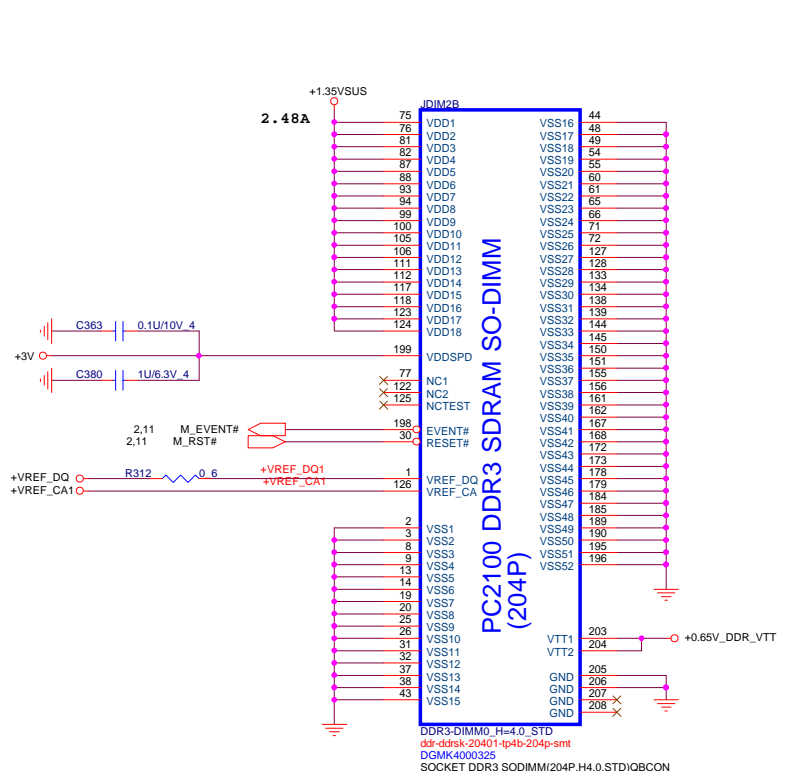 +1.35VSUS
2.48A
JDIM2B
75 VDD1
76 VDD2
81 VDD3
82 VDD4
87 VDD5
88 VDD6
93 VDD7
94 VDD8
99 VDD9
100 VDD10
105 VDD11
106 VDD12
111 VDD13
112 VDD14
117 VDD15
118 VDD16
123 VDD17
124 VDD18
C363 0.1U/10V_4
+3V
199 VDDSPD
C380 1U/6.3V_4
77 NC1
122 NC2
125 NCTEST
2,11 M_EVENT# 198 EVENT#
2,11 M_RST# 30 RESET#
+VREF_DQ R312 0_6 +VREF_DQ1 1 VREF_DQ
+VREF_CA1 +VREF_CA1 126 VREF_CA
2 VSS1
3 VSS2
8 VSS3
9 VSS4
13 VSS5
14 VSS6
19 VSS7
20 VSS8
25 VSS9
26 VSS10
31 VSS11
32 VSS12
37 VSS13
38 VSS14
43 VSS15
PC2100 DDR3 SDRAM SO-DIMM
(204P)
VSS16 44
VSS17 48
VSS18 49
VSS19 54
VSS20 55
VSS21 60
VSS22 61
VSS23 65
VSS24 66
VSS25 71
VSS26 72
VSS27 127
VSS28 128
VSS29 133
VSS30 134
VSS31 138
VSS32 139
VSS33 144
VSS34 145
VSS35 150
VSS36 151
VSS37 155
VSS38 156
VSS39 161
VSS40 162
VSS41 167
VSS42 168
VSS43 172
VSS44 173
VSS45 178
VSS46 179
VSS47 184
VSS48 185
VSS49 189
VSS50 190
VSS51 195
VSS52 196
VTT1 203
+0.65V_DDR_VTT
VTT2 204
GND 205
GND 206
GND 207
GND 208
DDR3-DIMM0_H=4.0_STD
ddr-ddrsk-20401-tp4b-204p-smt
DGMK4000325
SOCKET DDR3 SODIMM(204P,H4.0,STD)QBCON